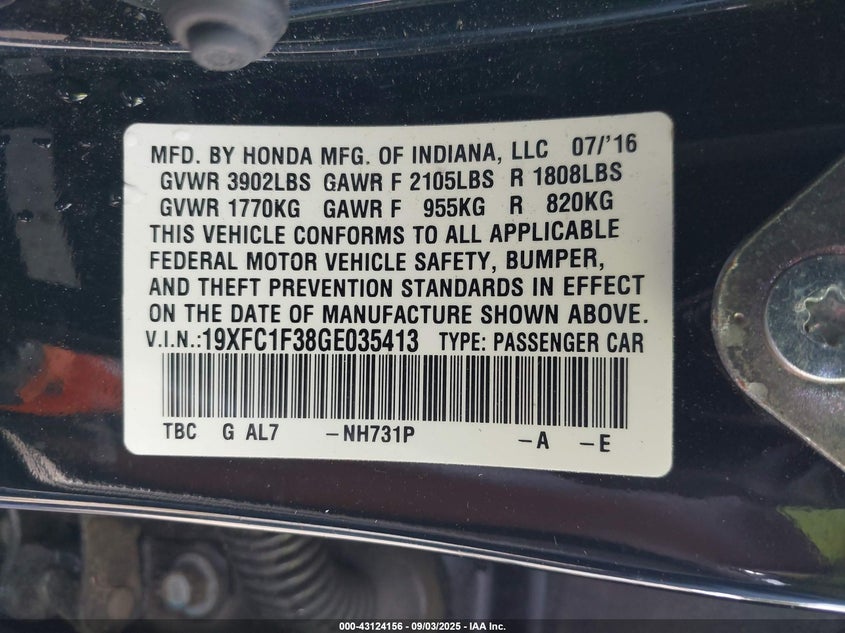 MFD. BY HONDA MFG. OF INDIANA, LLC 07/'16
GVWR 3902LBS GAWR F 2105LBS R 1808LBS
GVWR 1770KG GAWR F 955KG R 820KG
THIS VEHICLE CONFORMS TO ALL APPLICABLE
FEDERAL MOTOR VEHICLE SAFETY, BUMPER,
AND THEFT PREVENTION STANDARDS IN EFFECT
ON THE DATE OF MANUFACTURE SHOWN ABOVE.
V.I.N.:19XFC1F38GE035413 TYPE: PASSENGER CAR
TBC G AL7 -NH731P -A -E
000-43124156 - 09/03/2025 - IAA Inc.